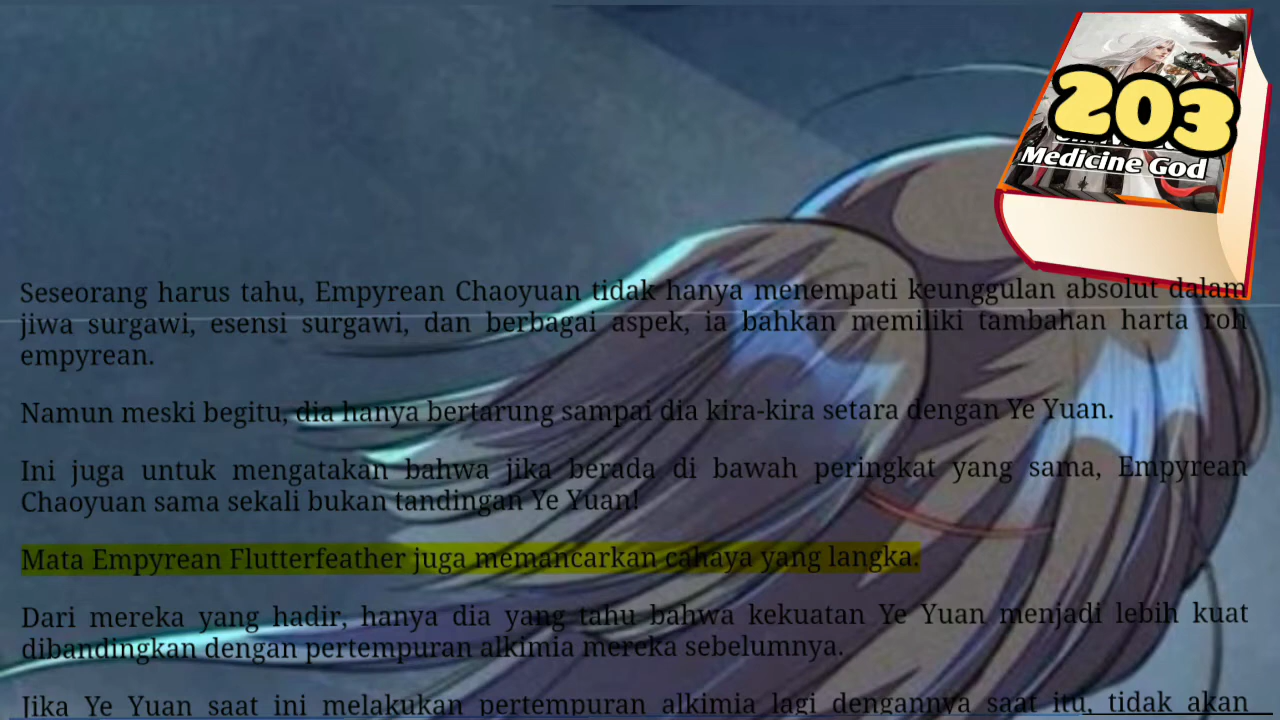 203
Medicine God
Seseorang harus tahu, Empyrean Chaoyuan tidak hanya menempati keunggulan absolut dalam
jiwa surgawi, esensi surgawi, dan berbagai aspek, ia bahkan memiliki tambahan harta roh
empyrean.
Namun meski begitu, dia hanya bertarung sampai dia kira-kira setara dengan Ye Yuan.
Ini juga untuk mengatakan bahwa jika berada di bawah peringkat yang sama, Empyrean
Chaoyuan sama sekali bukan tandingan Ye Yuan!
Mata Empyrean Flutterfeather juga memancarkan cahaya yang langka.
Dari mereka yang hadir, hanya dia yang tahu bahwa kekuatan Ye Yuan menjadi lebih kuat
dibandingkan dengan pertempuran alkimia mereka sebelumnya.
Jika Ye Yuan saat ini melakukan pertempuran alkimia lagi dengannya saat itu, tidak akan